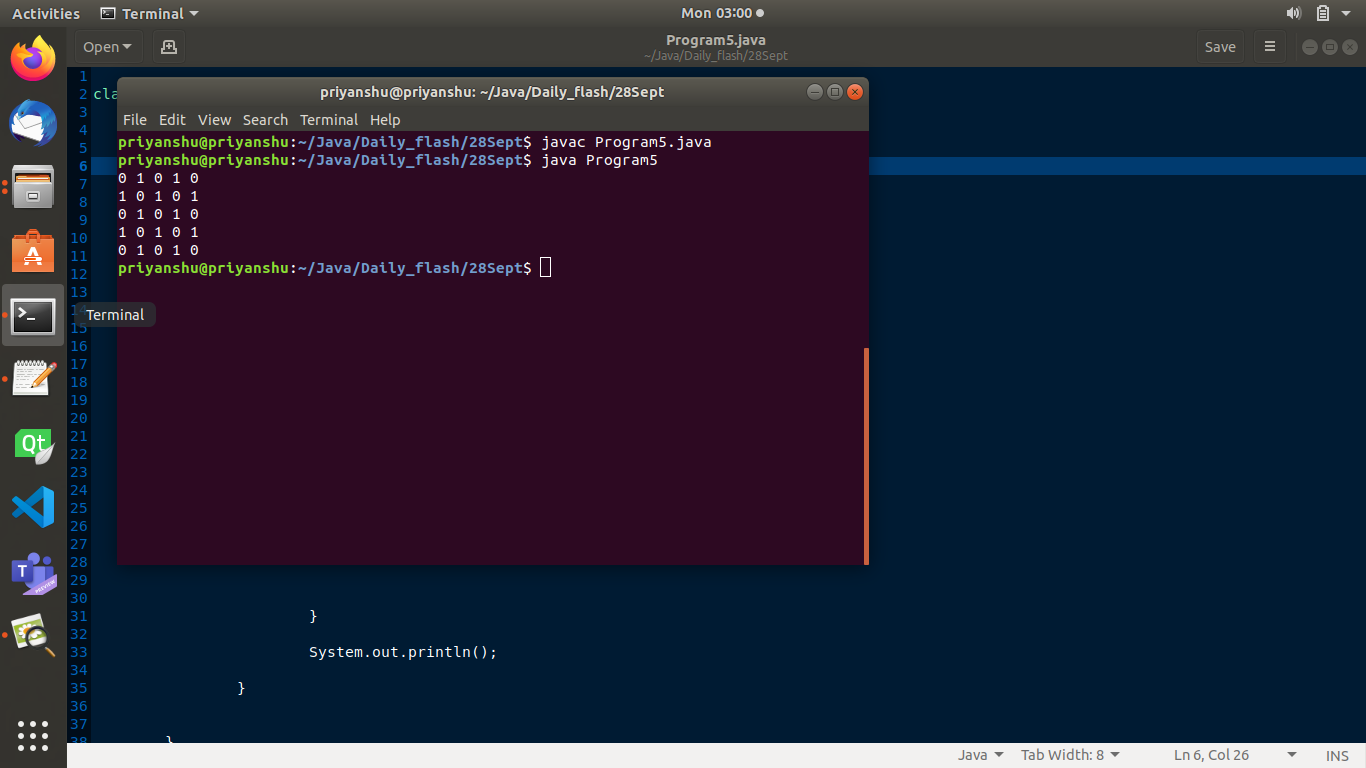 Activities Terminal Mon 03:00
Open Program5.java Save
~/Java/Daily_flash/28Sept
1
2 cla
3
4
5
6
7
8
9
10
11
12
13
14
15
16
17
18
19
20
21
22
23
24
25
26
27
28
29
30
31 }
32
33 System.out.println();
34
35 }
36
37
38 }
priyanshu@priyanshu: ~/Java/Daily_flash/28Sept
File Edit View Search Terminal Help
priyanshu@priyanshu:~/Java/Daily_flash/28Sept$ javac Program5.java
priyanshu@priyanshu:~/Java/Daily_flash/28Sept$ java Program5
0 1 0 1 0
1 0 1 0 1
0 1 0 1 0
1 0 1 0 1
0 1 0 1 0
priyanshu@priyanshu:~/Java/Daily_flash/28Sept$
Terminal
A
>_
Qt
T
PREVIEW
Java Tab Width: 8 Ln 6, Col 26 INS